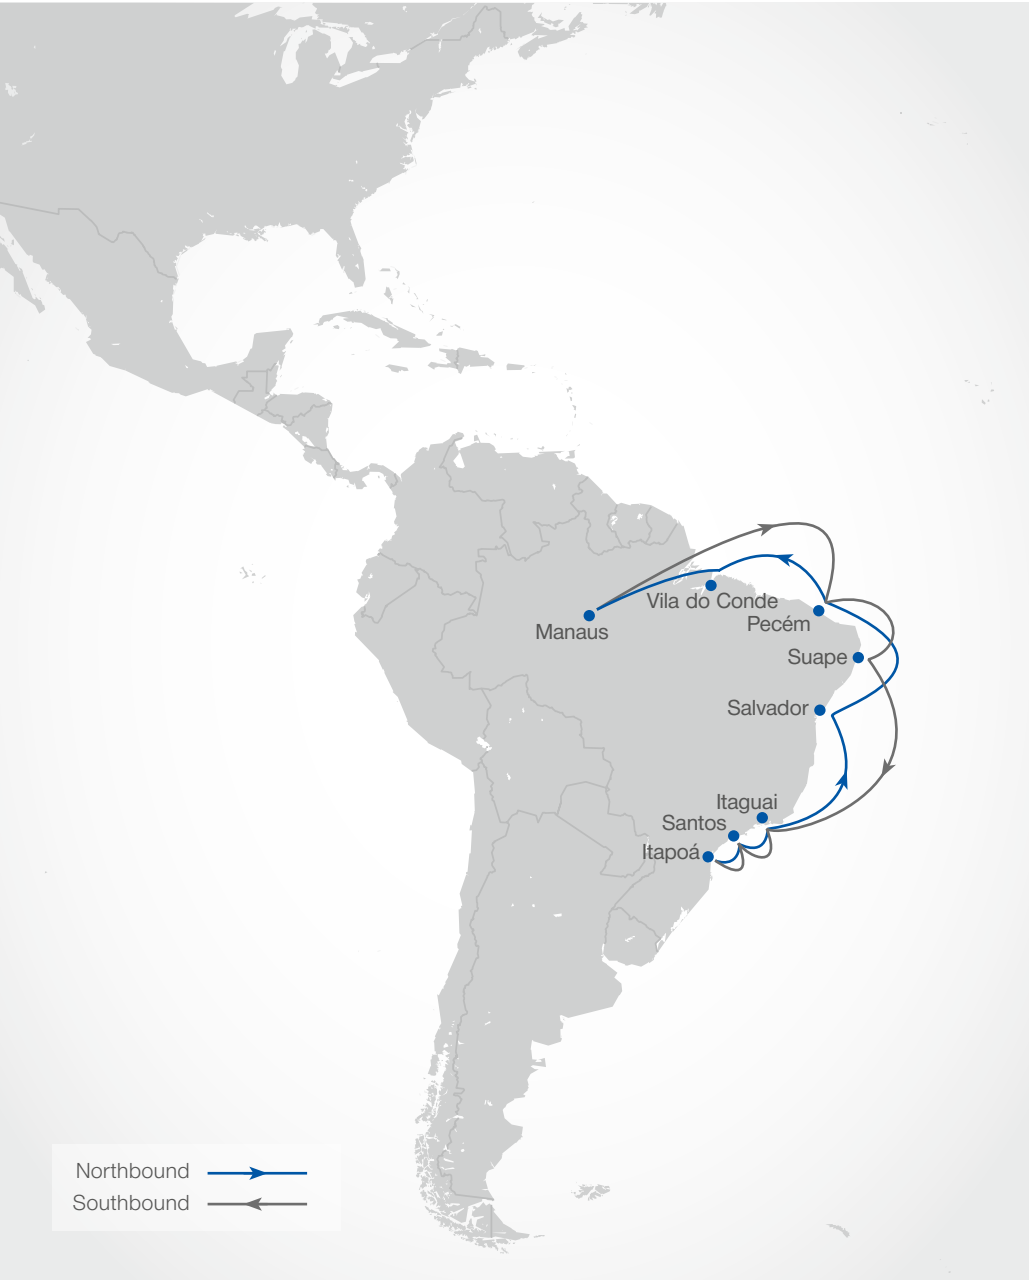 Vila do Conde
Manaus
Pecém
Suape
Salvador
Itaguai
Santos
Itapoá
Northbound
Southbound